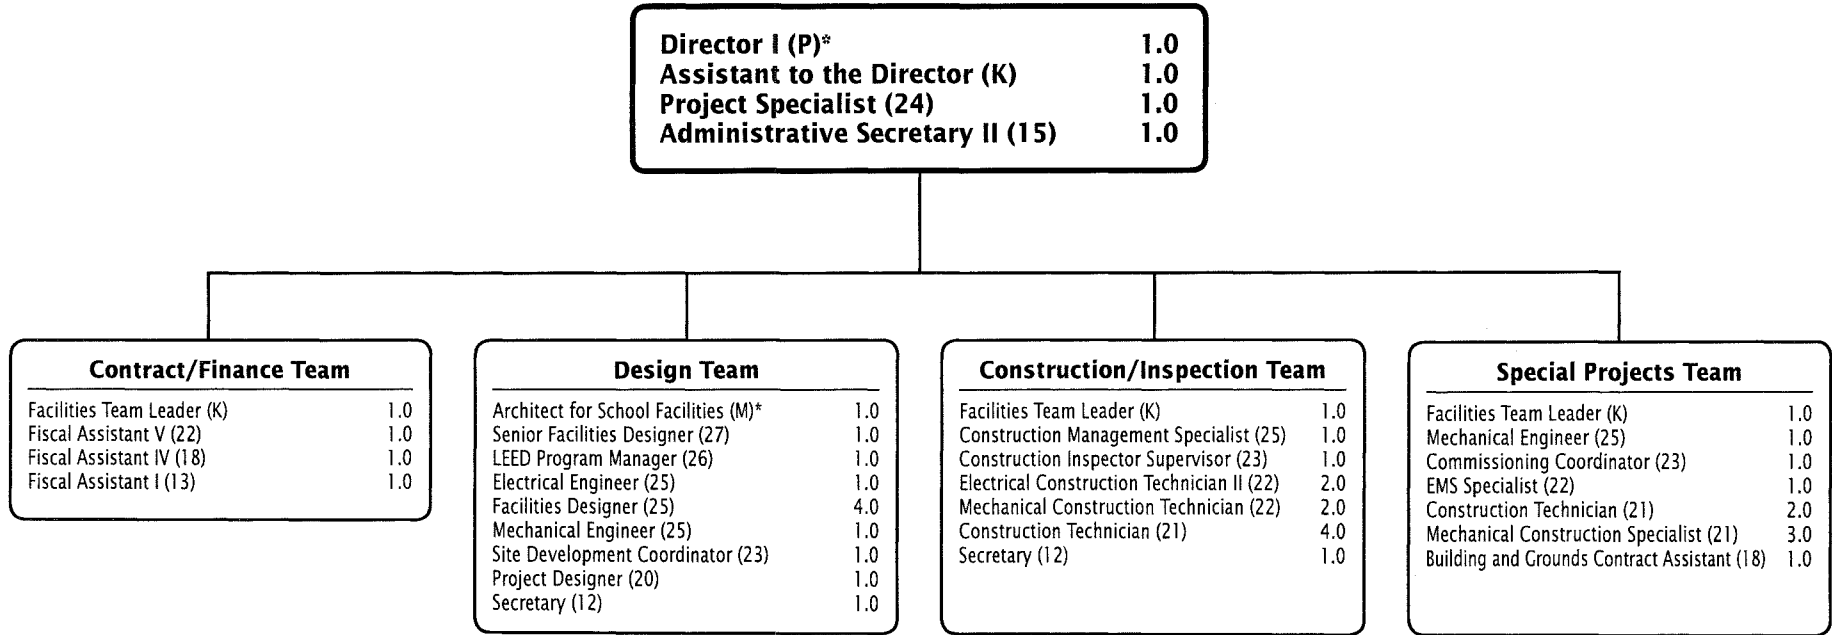 Director I (P)* 1.0
Assistant to the Director (K) 1.0
Project Specialist (24) 1.0
Administrative Secretary II (15) 1.0
Contract/Finance Team
Facilities Team Leader (K) 1.0
Fiscal Assistant V (22) 1.0
Fiscal Assistant IV (18) 1.0
Fiscal Assistant I (13) 1.0
Design Team
Architect for School Facilities (M)* 1.0
Senior Facilities Designer (27) 1.0
LEED Program Manager (26) 1.0
Electrical Engineer (25) 1.0
Facilities Designer (25) 4.0
Mechanical Engineer (25) 1.0
Site Development Coordinator (23) 1.0
Project Designer (20) 1.0
Secretary (12) 1.0
Construction/Inspection Team
Facilities Team Leader (K) 1.0
Construction Management Specialist (25) 1.0
Construction Inspector Supervisor (23) 1.0
Electrical Construction Technician II (22) 2.0
Mechanical Construction Technician (22) 2.0
Construction Technician (21) 4.0
Secretary (12) 1.0
Special Projects Team
Facilities Team Leader (K) 1.0
Mechanical Engineer (25) 1.0
Commissioning Coordinator (23) 1.0
EMS Specialist (22) 1.0
Construction Technician (21) 2.0
Mechanical Construction Specialist (21) 3.0
Building and Grounds Contract Assistant (18) 1.0